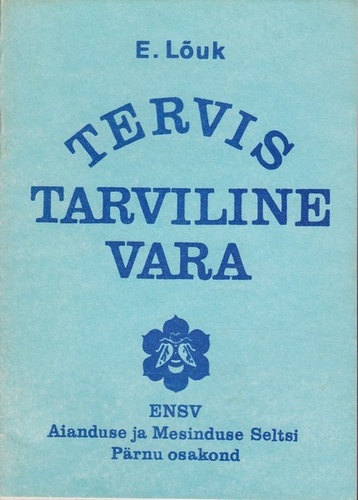 E. Lõuk
TERVIS
TARVILINE
VARA
ENSV
Aianduse ja Mesinduse Seltsi
Pärnu osakond